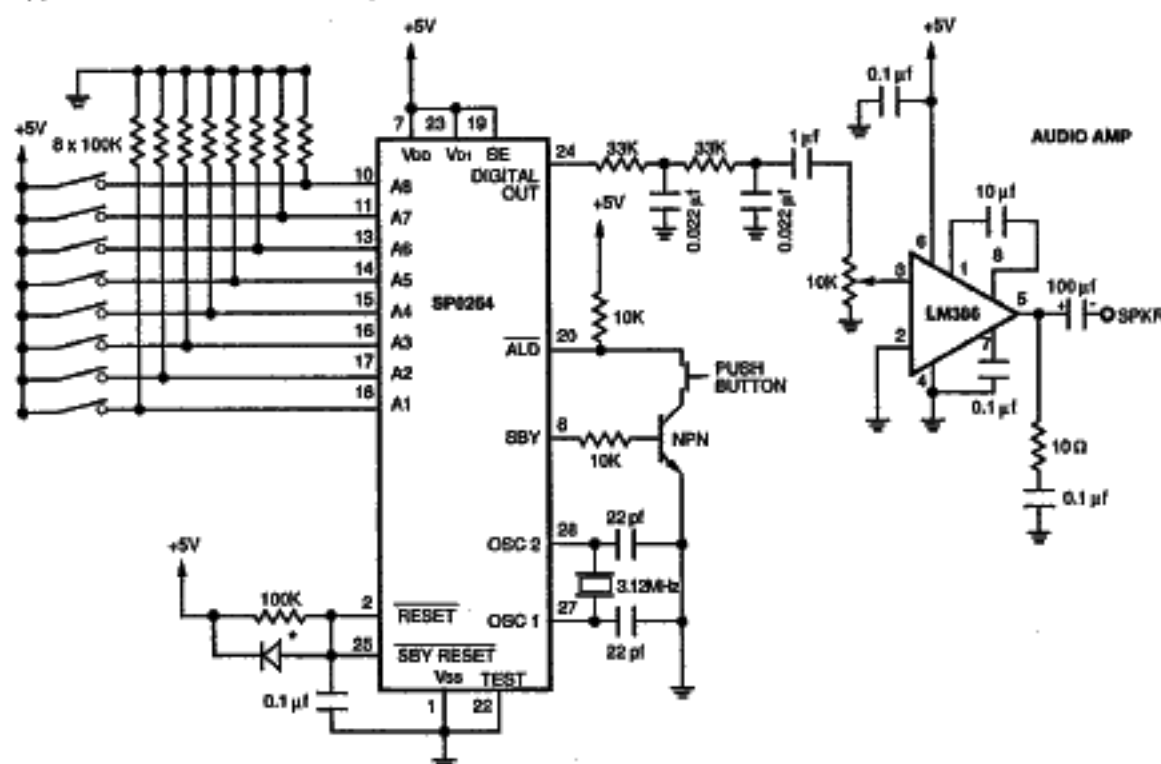 +5V
+5V
8 x 100K
7 23 19
VDD VDI SE
24
DIGITAL
OUT
10 A8
11 A7
13 A6
14 A5
15 A4
16 A3
17 A2
18 A1
SP0264
33K
33K
1 µf
0.022 µf
0.022 µf
+5V
10K
20
ALD
PUSH
BUTTON
8
SBY
10K
NPN
28
OSC 2
22 pf
3.12MHz
27
OSC 1
22 pf
+5V
100K
2
RESET
*
25
SBY RESET
0.1 µf
VSS TEST
1 22
+5V
0.1 µf
AUDIO AMP
10 µf
6
1
8
10K
3
LM386
5
100µf
+ -
SPKR
2
7
4
0.1 µf
10 Ω
0.1 µf